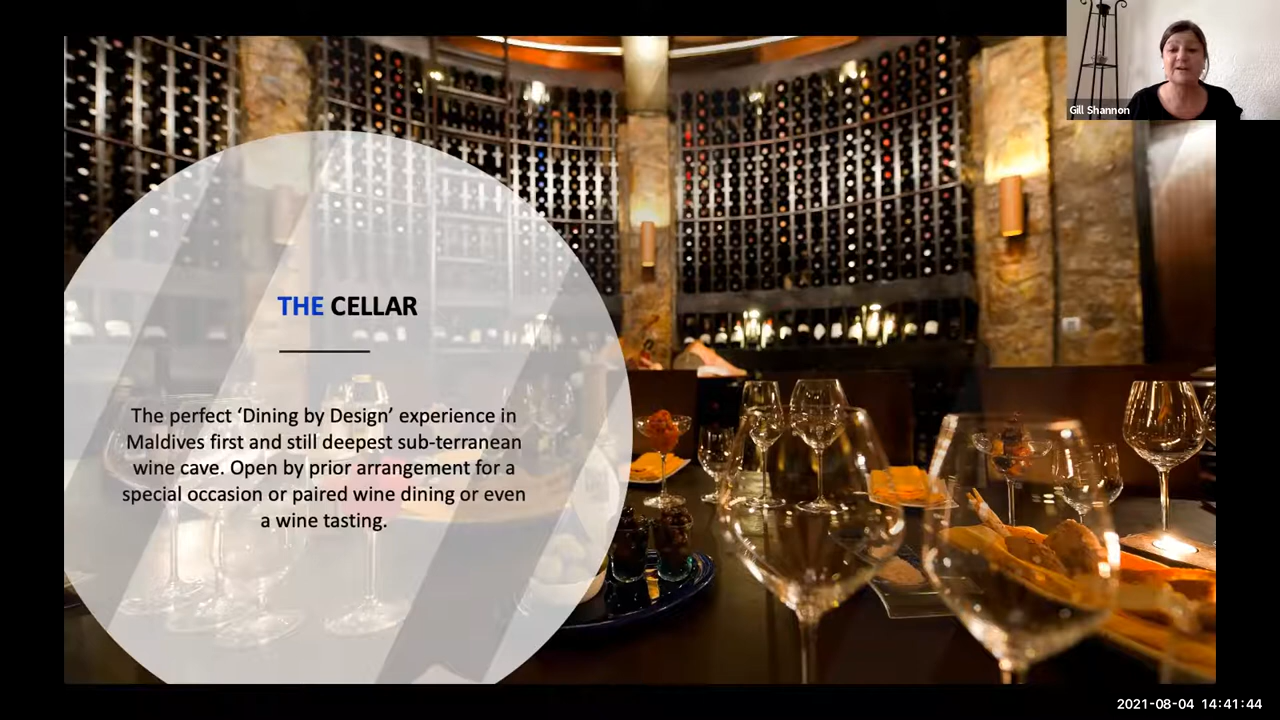 Gill Shannon
THE CELLAR
The perfect ‘Dining by Design’ experience in
Maldives first and still deepest sub-terranean
wine cave. Open by prior arrangement for a
special occasion or paired wine dining or even
a wine tasting.
2021-08-04 14:41:44